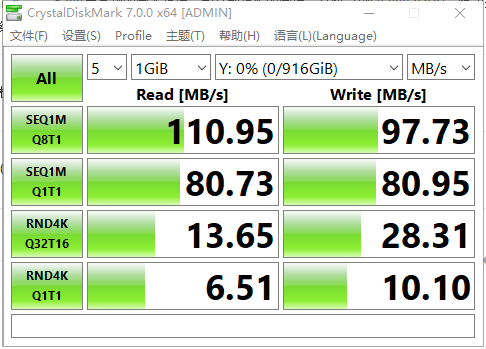 CrystalDiskMark 7.0.0 x64 [ADMIN]
文件(F) 设置(S) Profile 主题(T) 帮助(H) 语言(L)(Language)
All 5 1GiB Y: 0% (0/916GiB) MB/s
Read [MB/s] Write [MB/s]
SEQ1M
Q8T1 110.95 97.73
SEQ1M
Q1T1 80.73 80.95
RND4K
Q32T16 13.65 28.31
RND4K
Q1T1 6.51 10.10